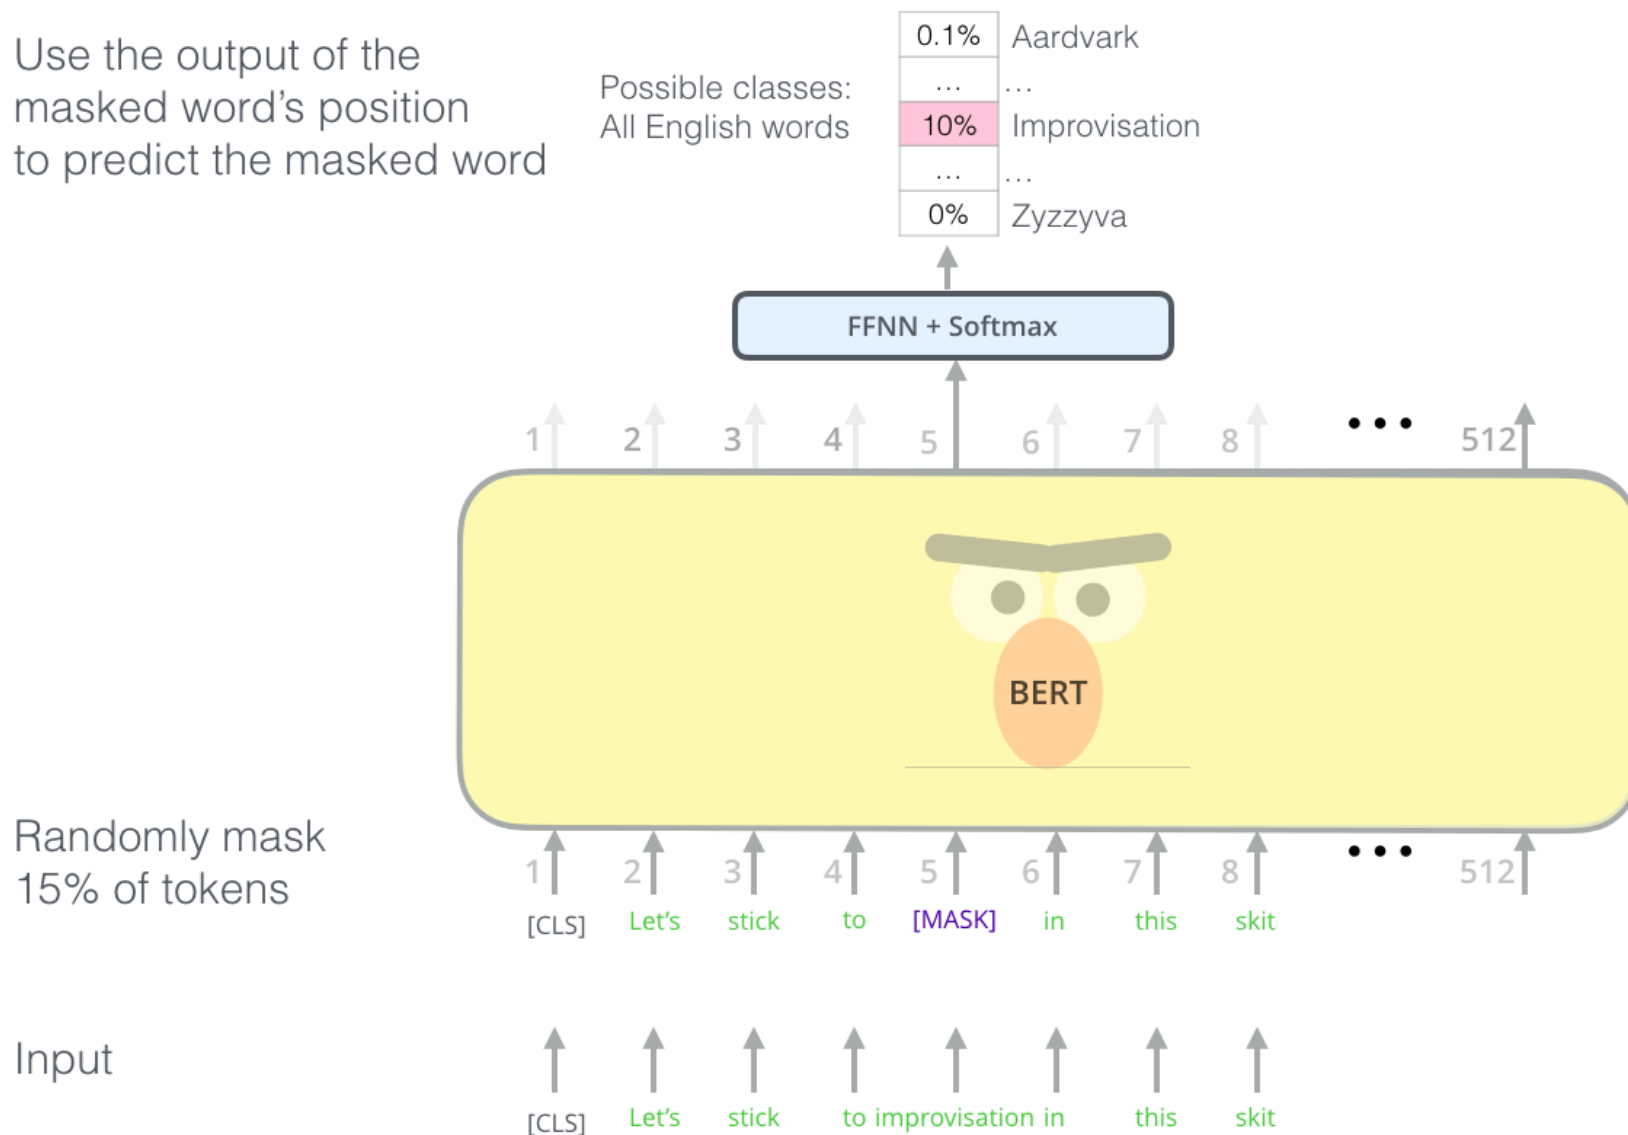 Use the output of the
masked word's position
to predict the masked word
Possible classes:
All English words
0.1% Aardvark
... ...
10% Improvisation
... ...
0% Zyzzyva
FFNN + Softmax
1 2 3 4 5 6 7 8 ... 512
BERT
Randomly mask
15% of tokens
1 2 3 4 5 6 7 8 ... 512
[CLS] Let's stick to [MASK] in this skit
Input
[CLS] Let's stick to improvisation in this skit